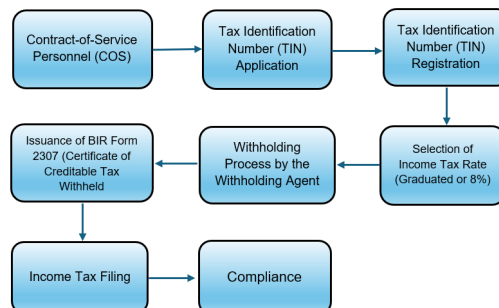 Contract-of-Service
Personnel (COS)
Tax Identification
Number (TIN)
Application
Tax Identification
Number (TIN)
Registration
Issuance of BIR Form
2307 (Certificate of
Creditable Tax
Withheld
Withholding
Process by the
Withholding Agent
Selection of
Income Tax Rate
(Graduated or 8%)
Income Tax Filing
Compliance